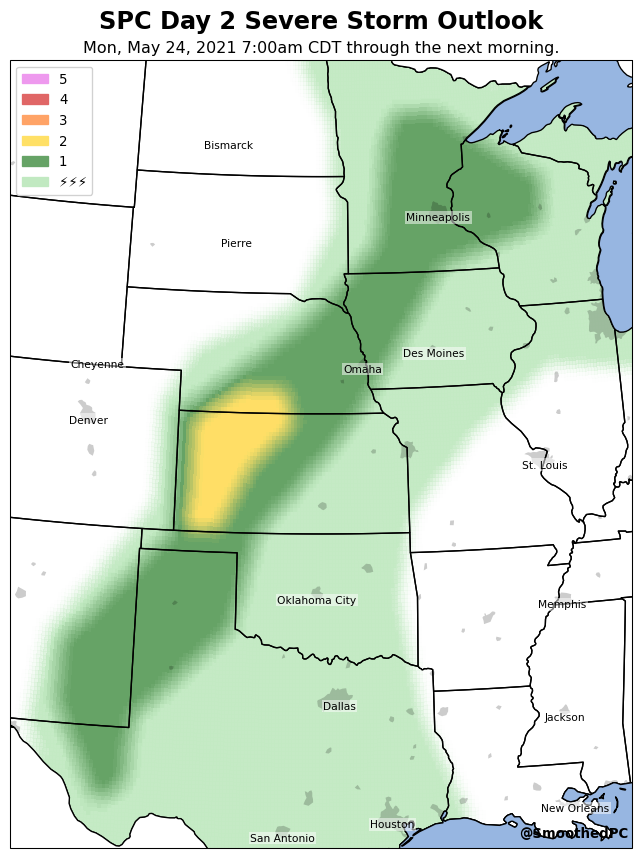 SPC Day 2 Severe Storm Outlook
Mon, May 24, 2021 7:00am CDT through the next morning.
5
4
3
2
1
⚡⚡⚡
Bismarck
Minneapolis
Pierre
Des Moines
Cheyenne
Omaha
Denver
St. Louis
Oklahoma City
Memphis
Dallas
Jackson
New Orleans
Houston
San Antonio
@SmoothedPC